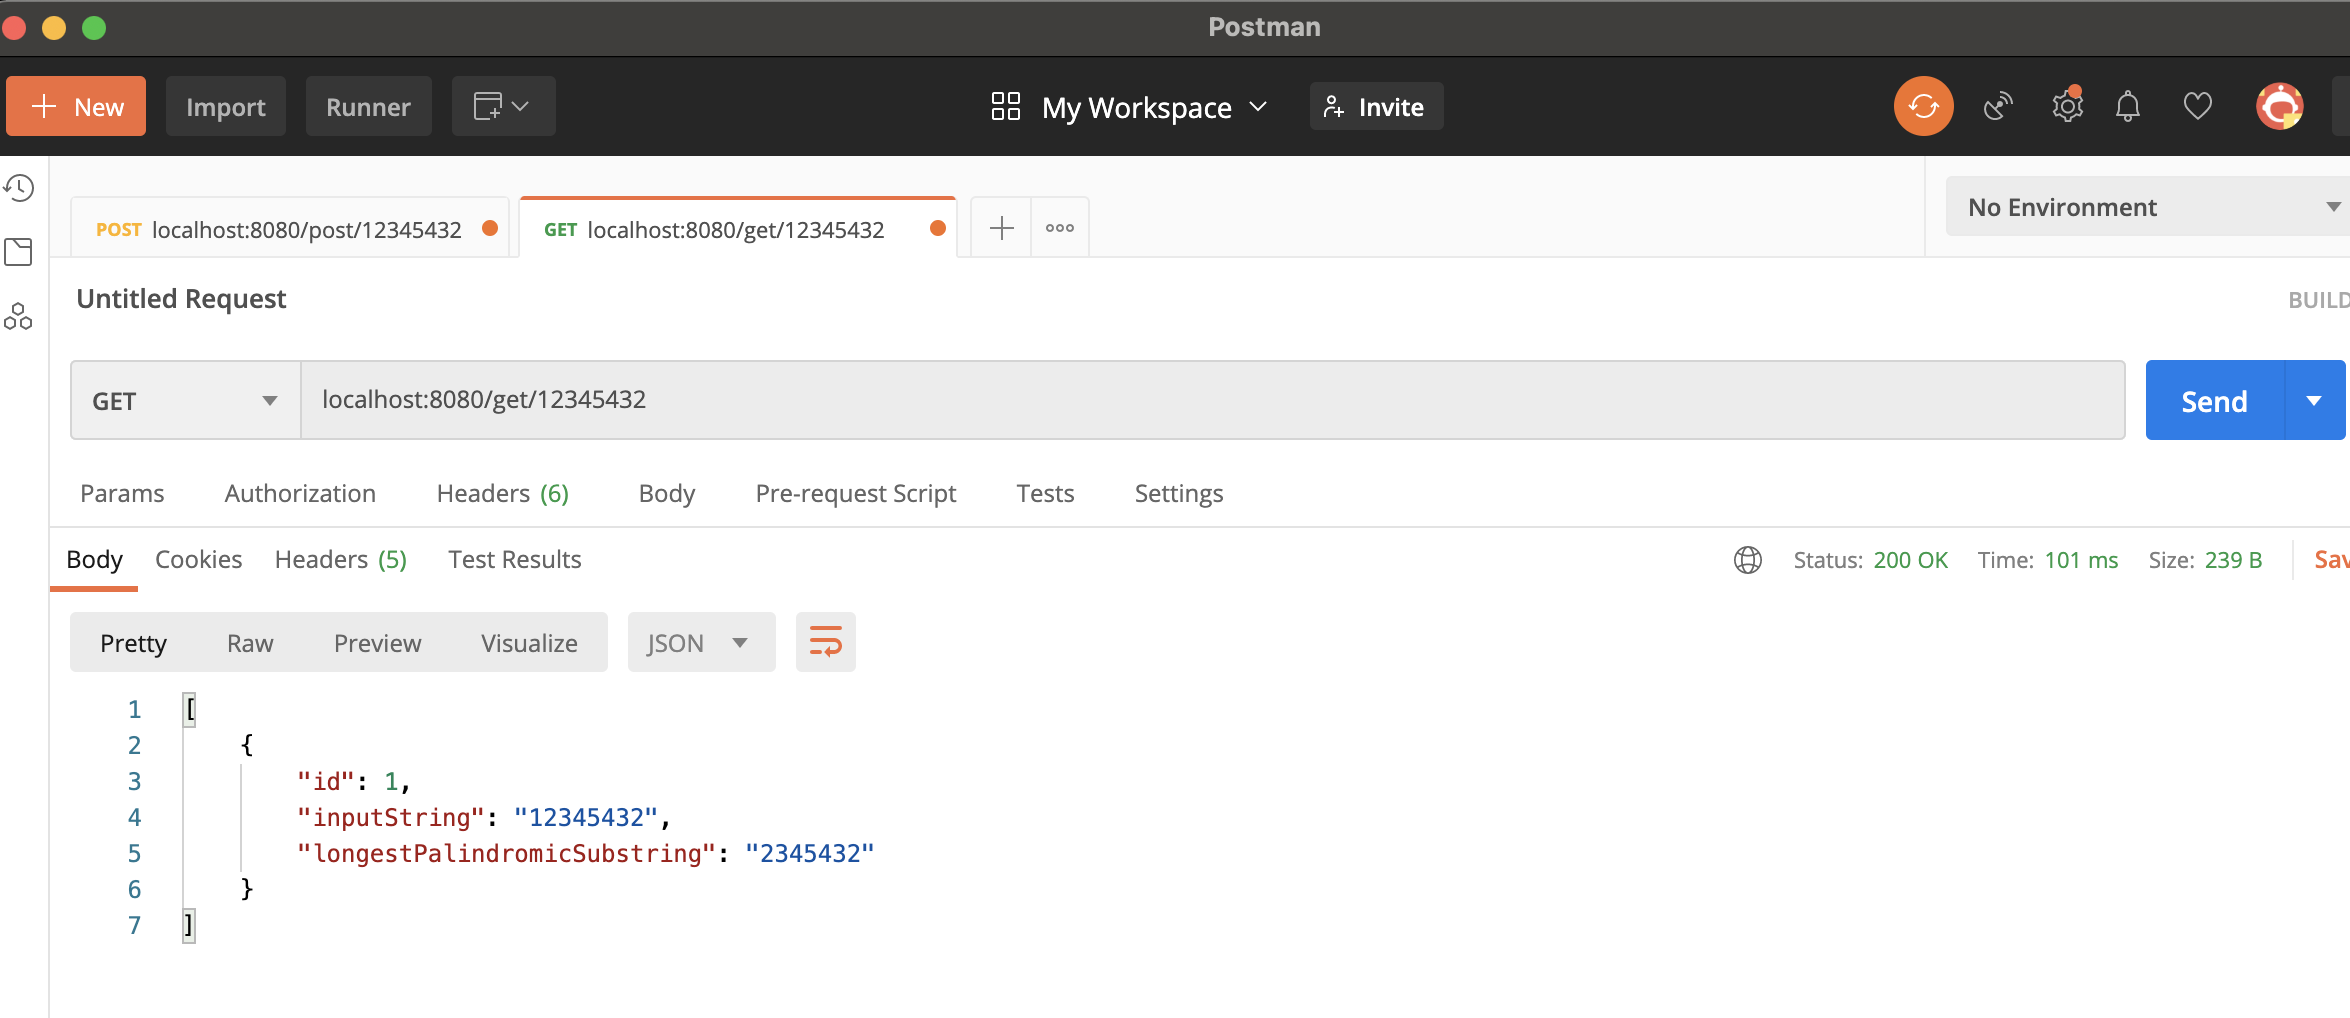 Postman
New Import Runner My Workspace Invite
POST localhost:8080/post/12345432 GET localhost:8080/get/12345432 No Environment
Untitled Request BUILD
GET localhost:8080/get/12345432 Send
Params Authorization Headers (6) Body Pre-request Script Tests Settings
Body Cookies Headers (5) Test Results Status: 200 OK Time: 101 ms Size: 239 B Sav
Pretty Raw Preview Visualize JSON
1 [
2 {
3 "id": 1,
4 "inputString": "12345432",
5 "longestPalindromicSubstring": "2345432"
6 }
7 ]